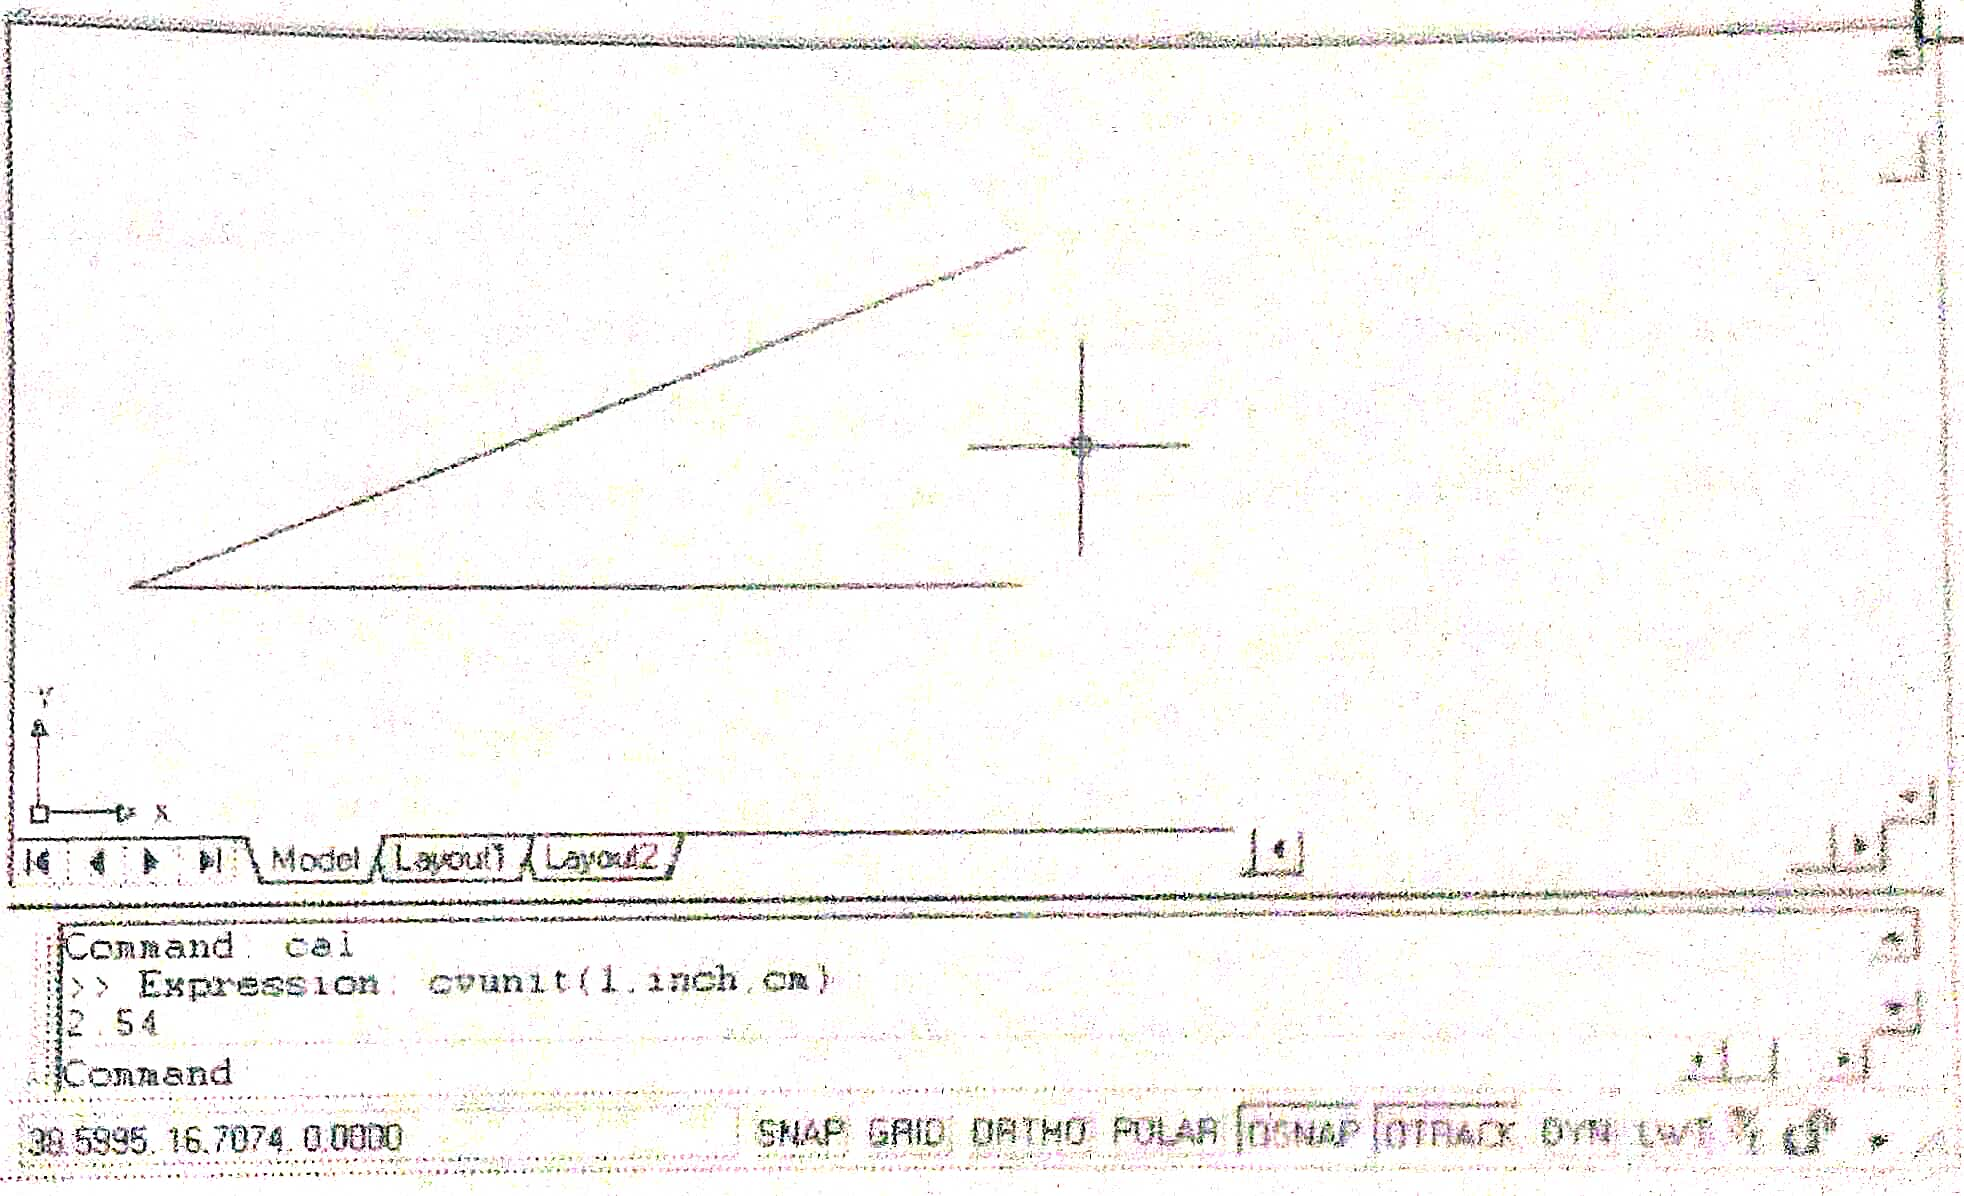 Y
X
Model Layout1 Layout2
Command: cal
>> Expression: cvunit(1,inch,cm)
2.54
Command
38.5995, 16.7074, 0.0000 SNAP GRID ORTHO POLAR OSNAP OTRACK DYN LWT